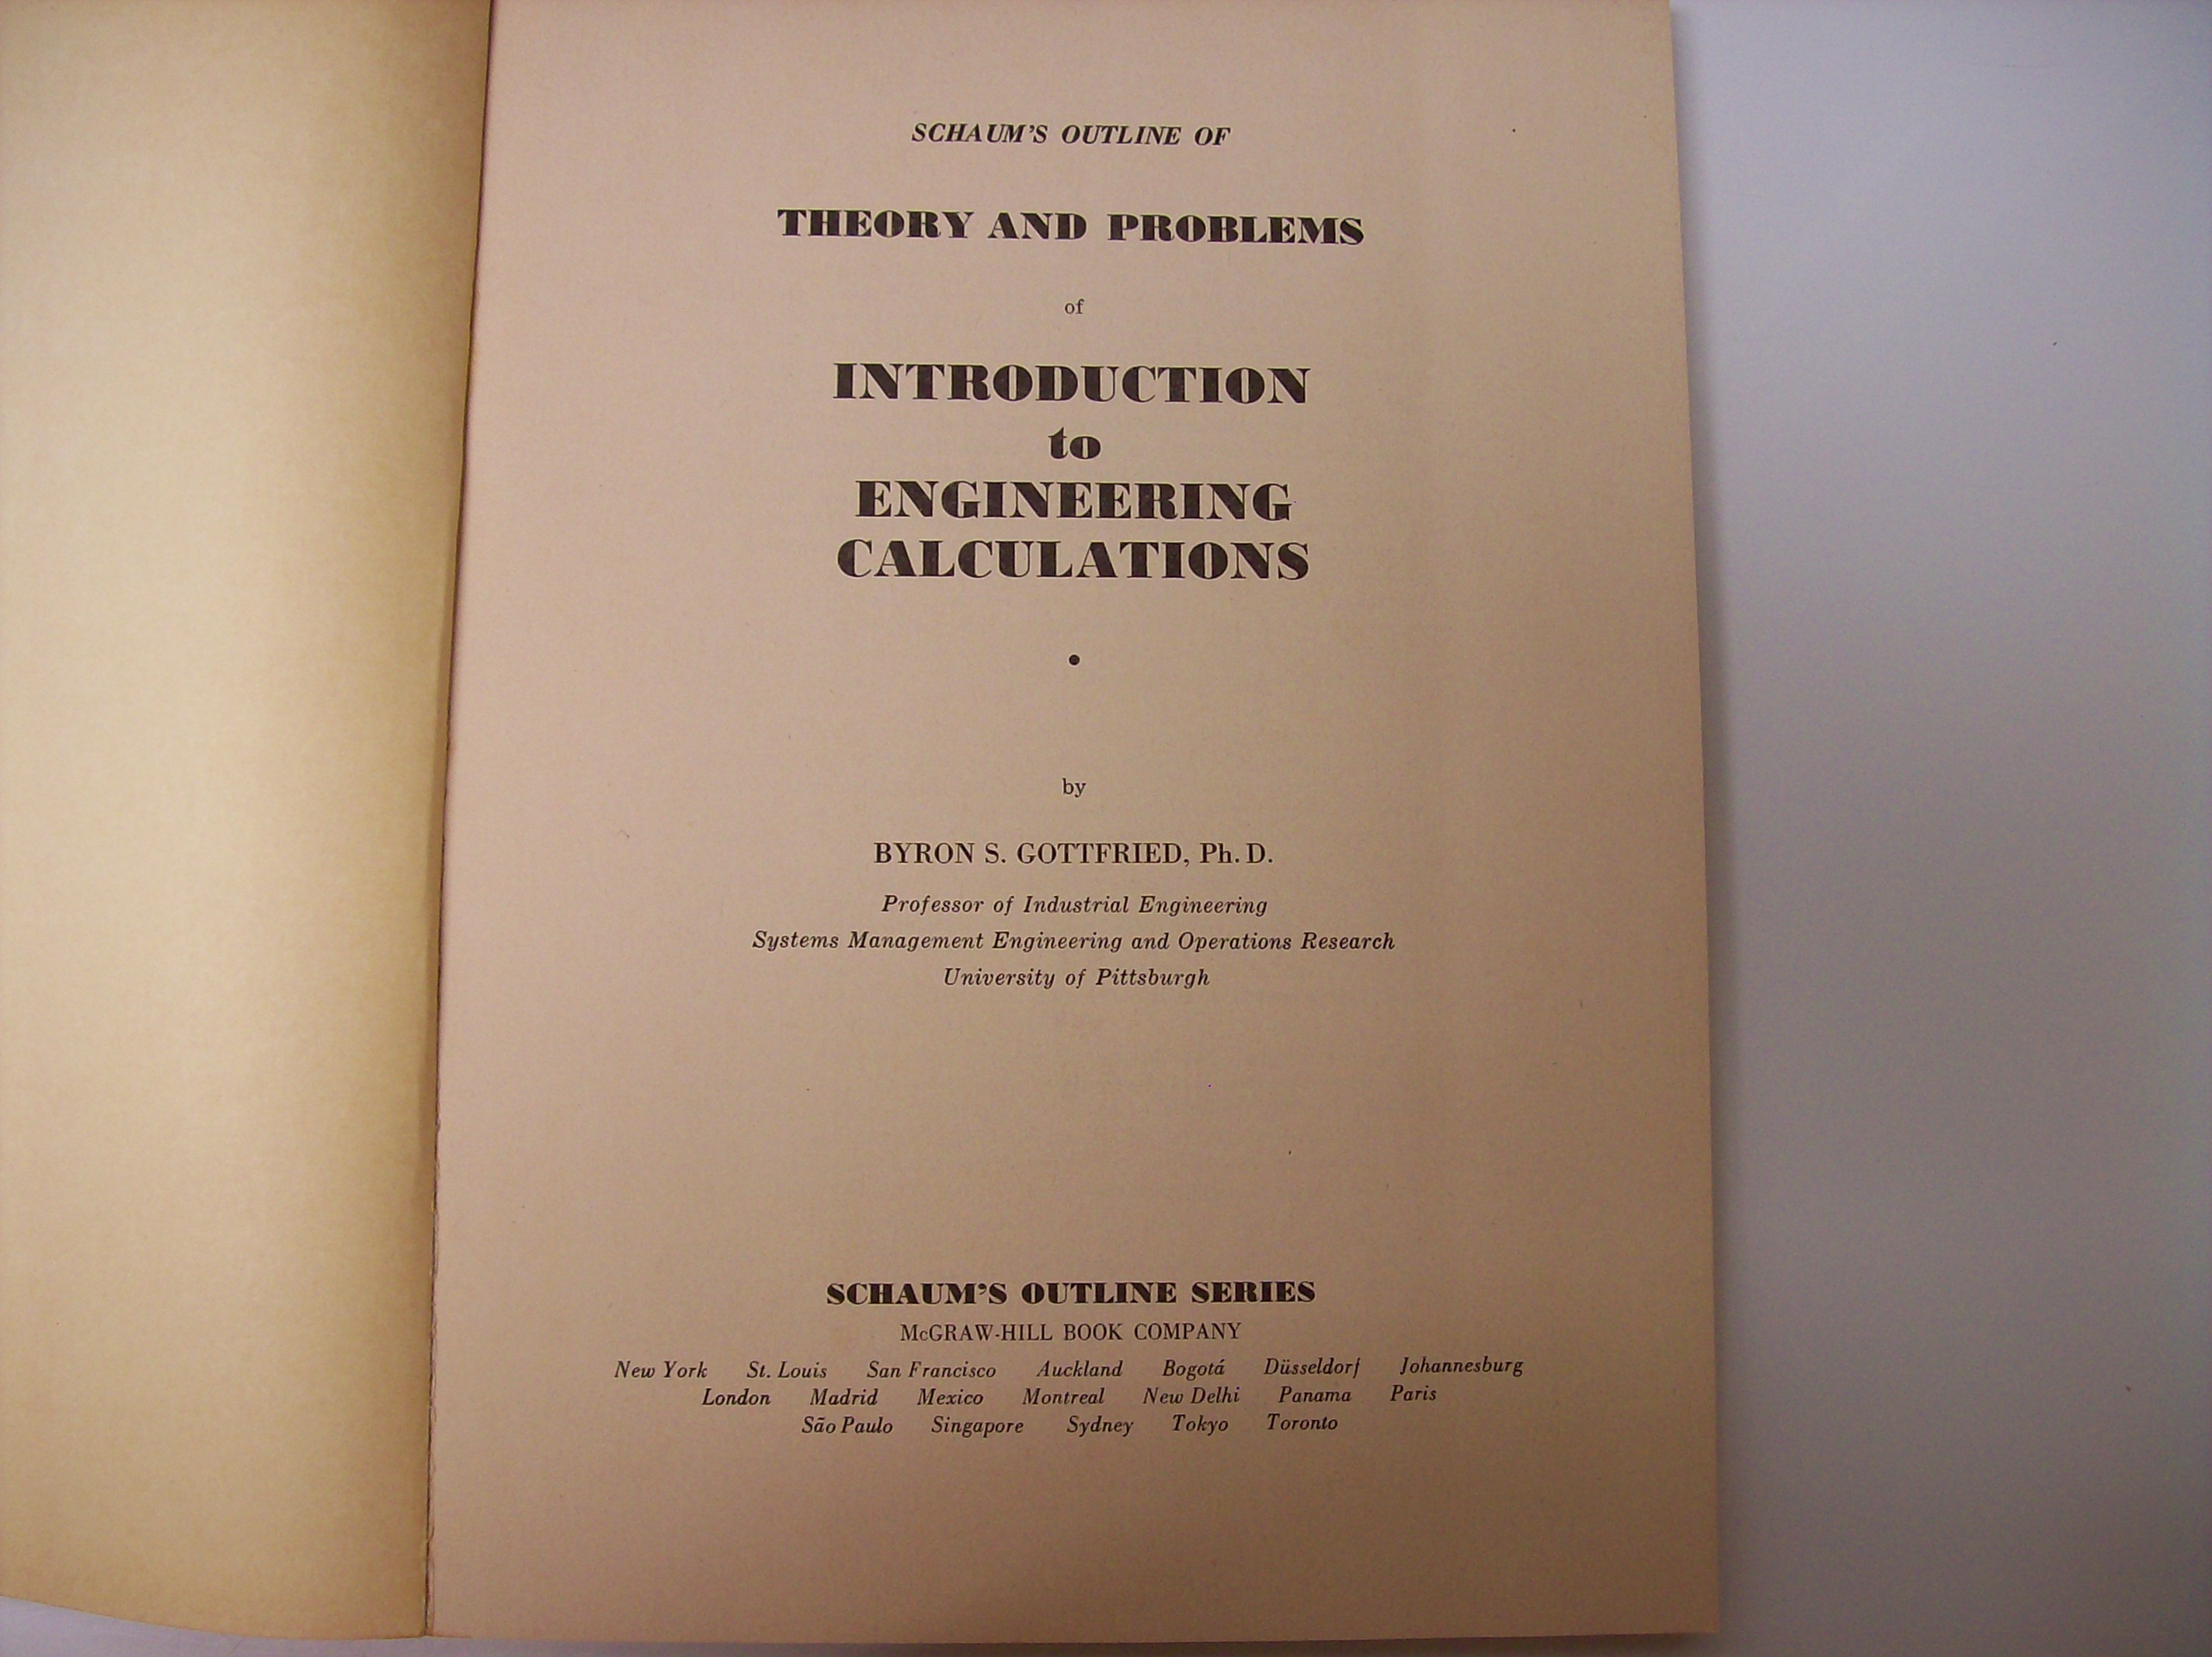 SCHAUM'S OUTLINE OF
THEORY AND PROBLEMS
of
INTRODUCTION
to
ENGINEERING
CALCULATIONS
•
by
BYRON S. GOTTFRIED, Ph. D.
Professor of Industrial Engineering
Systems Management Engineering and Operations Research
University of Pittsburgh
SCHAUM'S OUTLINE SERIES
McGRAW-HILL BOOK COMPANY
New York St. Louis San Francisco Auckland Bogotá Düsseldorf Johannesburg
London Madrid Mexico Montreal New Delhi Panama Paris
São Paulo Singapore Sydney Tokyo Toronto